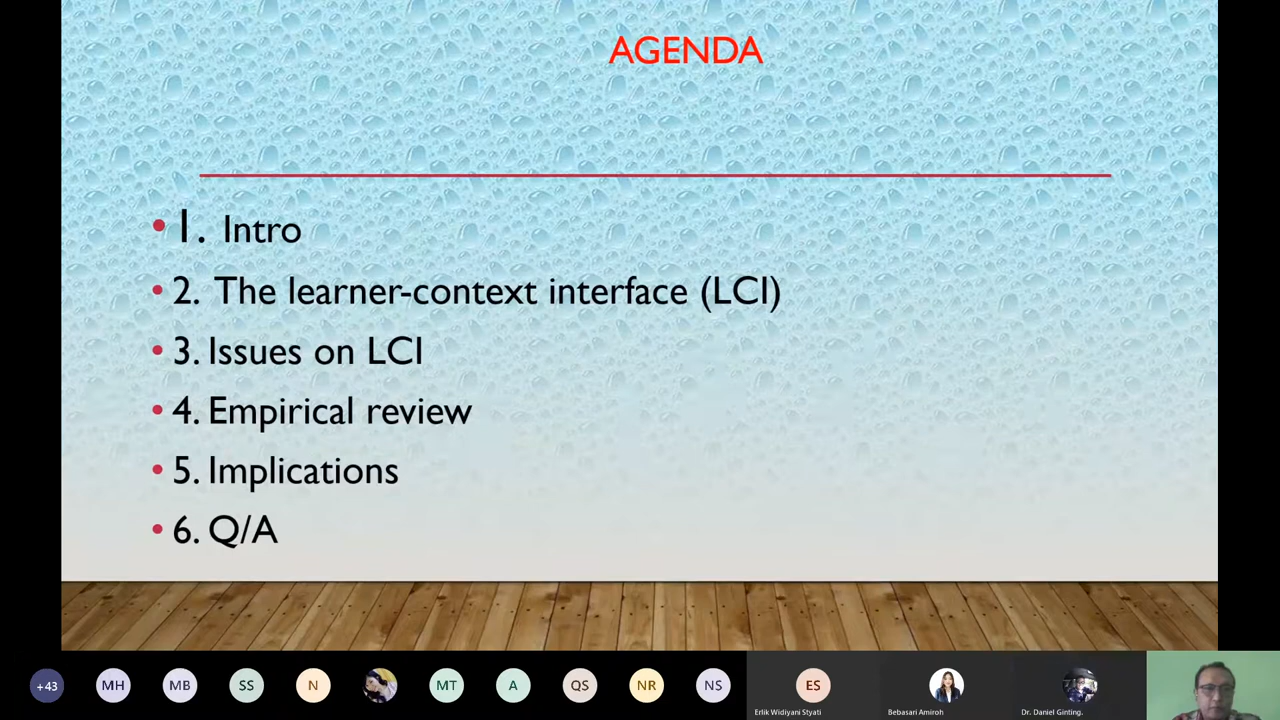 AGENDA
• 1. Intro
• 2. The learner-context interface (LCI)
• 3. Issues on LCI
• 4. Empirical review
• 5. Implications
• 6. Q/A
+43
MH
MB
SS
N
MT
A
QS
NR
NS
ES
Erlik Widiyani Styati
Bebasari Amiroh
Dr. Daniel Ginting.